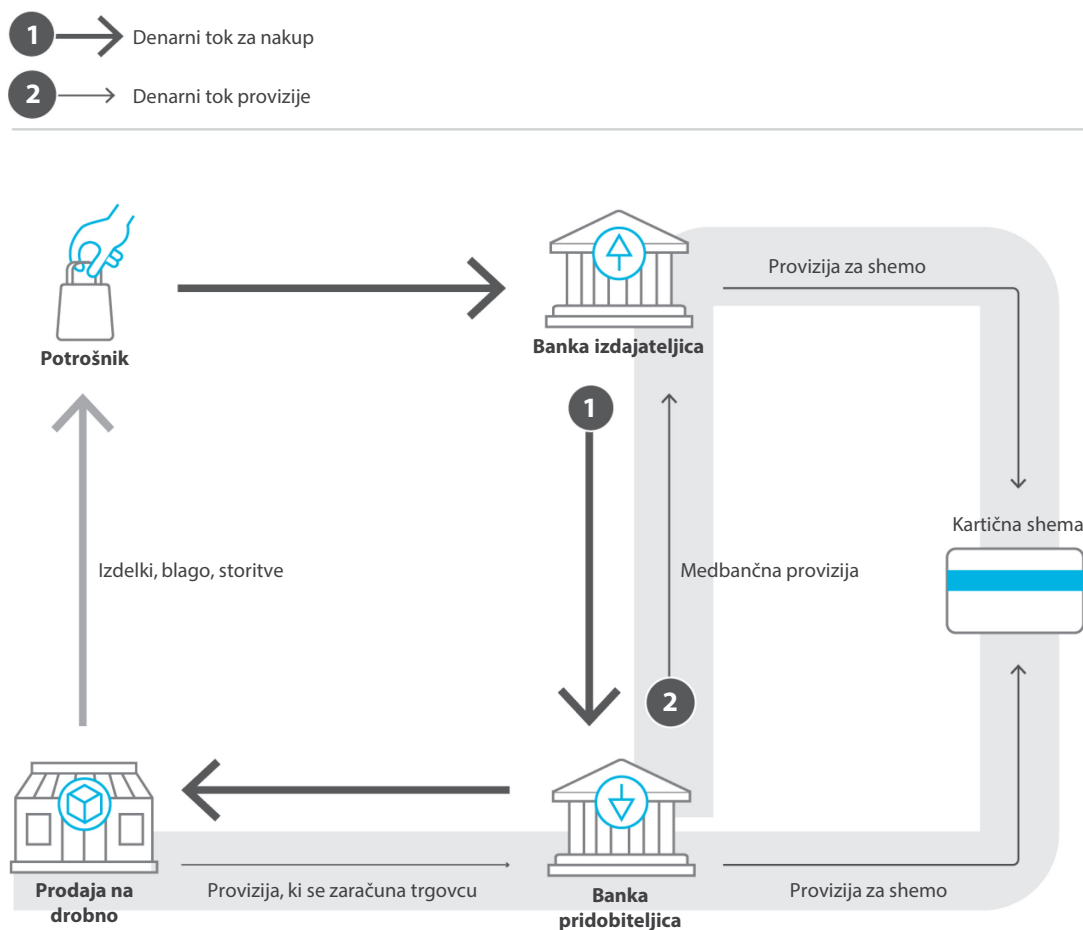 1 Denarni tok za nakup
2 Denarni tok provizije
Potrošnik
Banka izdajateljica
Provizija za shemo
1
Kartična shema
Izdelki, blago, storitve
Medbančna provizija
2
Prodaja na
drobno
Provizija, ki se zaračuna trgovcu
Banka
pridobiteljica
Provizija za shemo